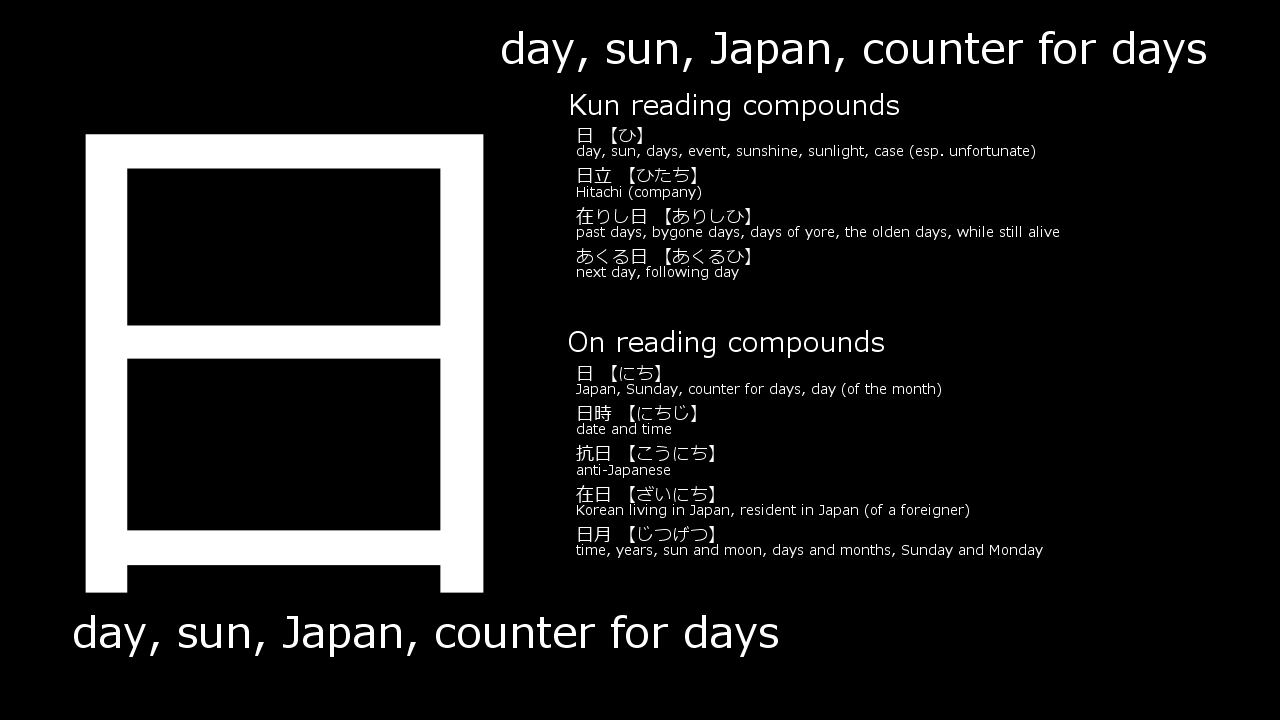 day, sun, Japan, counter for days
日
Kun reading compounds
日 【ひ】
day, sun, days, event, sunshine, sunlight, case (esp. unfortunate)
日立 【ひたち】
Hitachi (company)
在りし日 【ありしひ】
past days, bygone days, days of yore, the olden days, while still alive
あくる日 【あくるひ】
next day, following day
On reading compounds
日 【にち】
Japan, Sunday, counter for days, day (of the month)
日時 【にちじ】
date and time
抗日 【こうにち】
anti-Japanese
在日 【ざいにち】
Korean living in Japan, resident in Japan (of a foreigner)
日月 【じつげつ】
time, years, sun and moon, days and months, Sunday and Monday
day, sun, Japan, counter for days